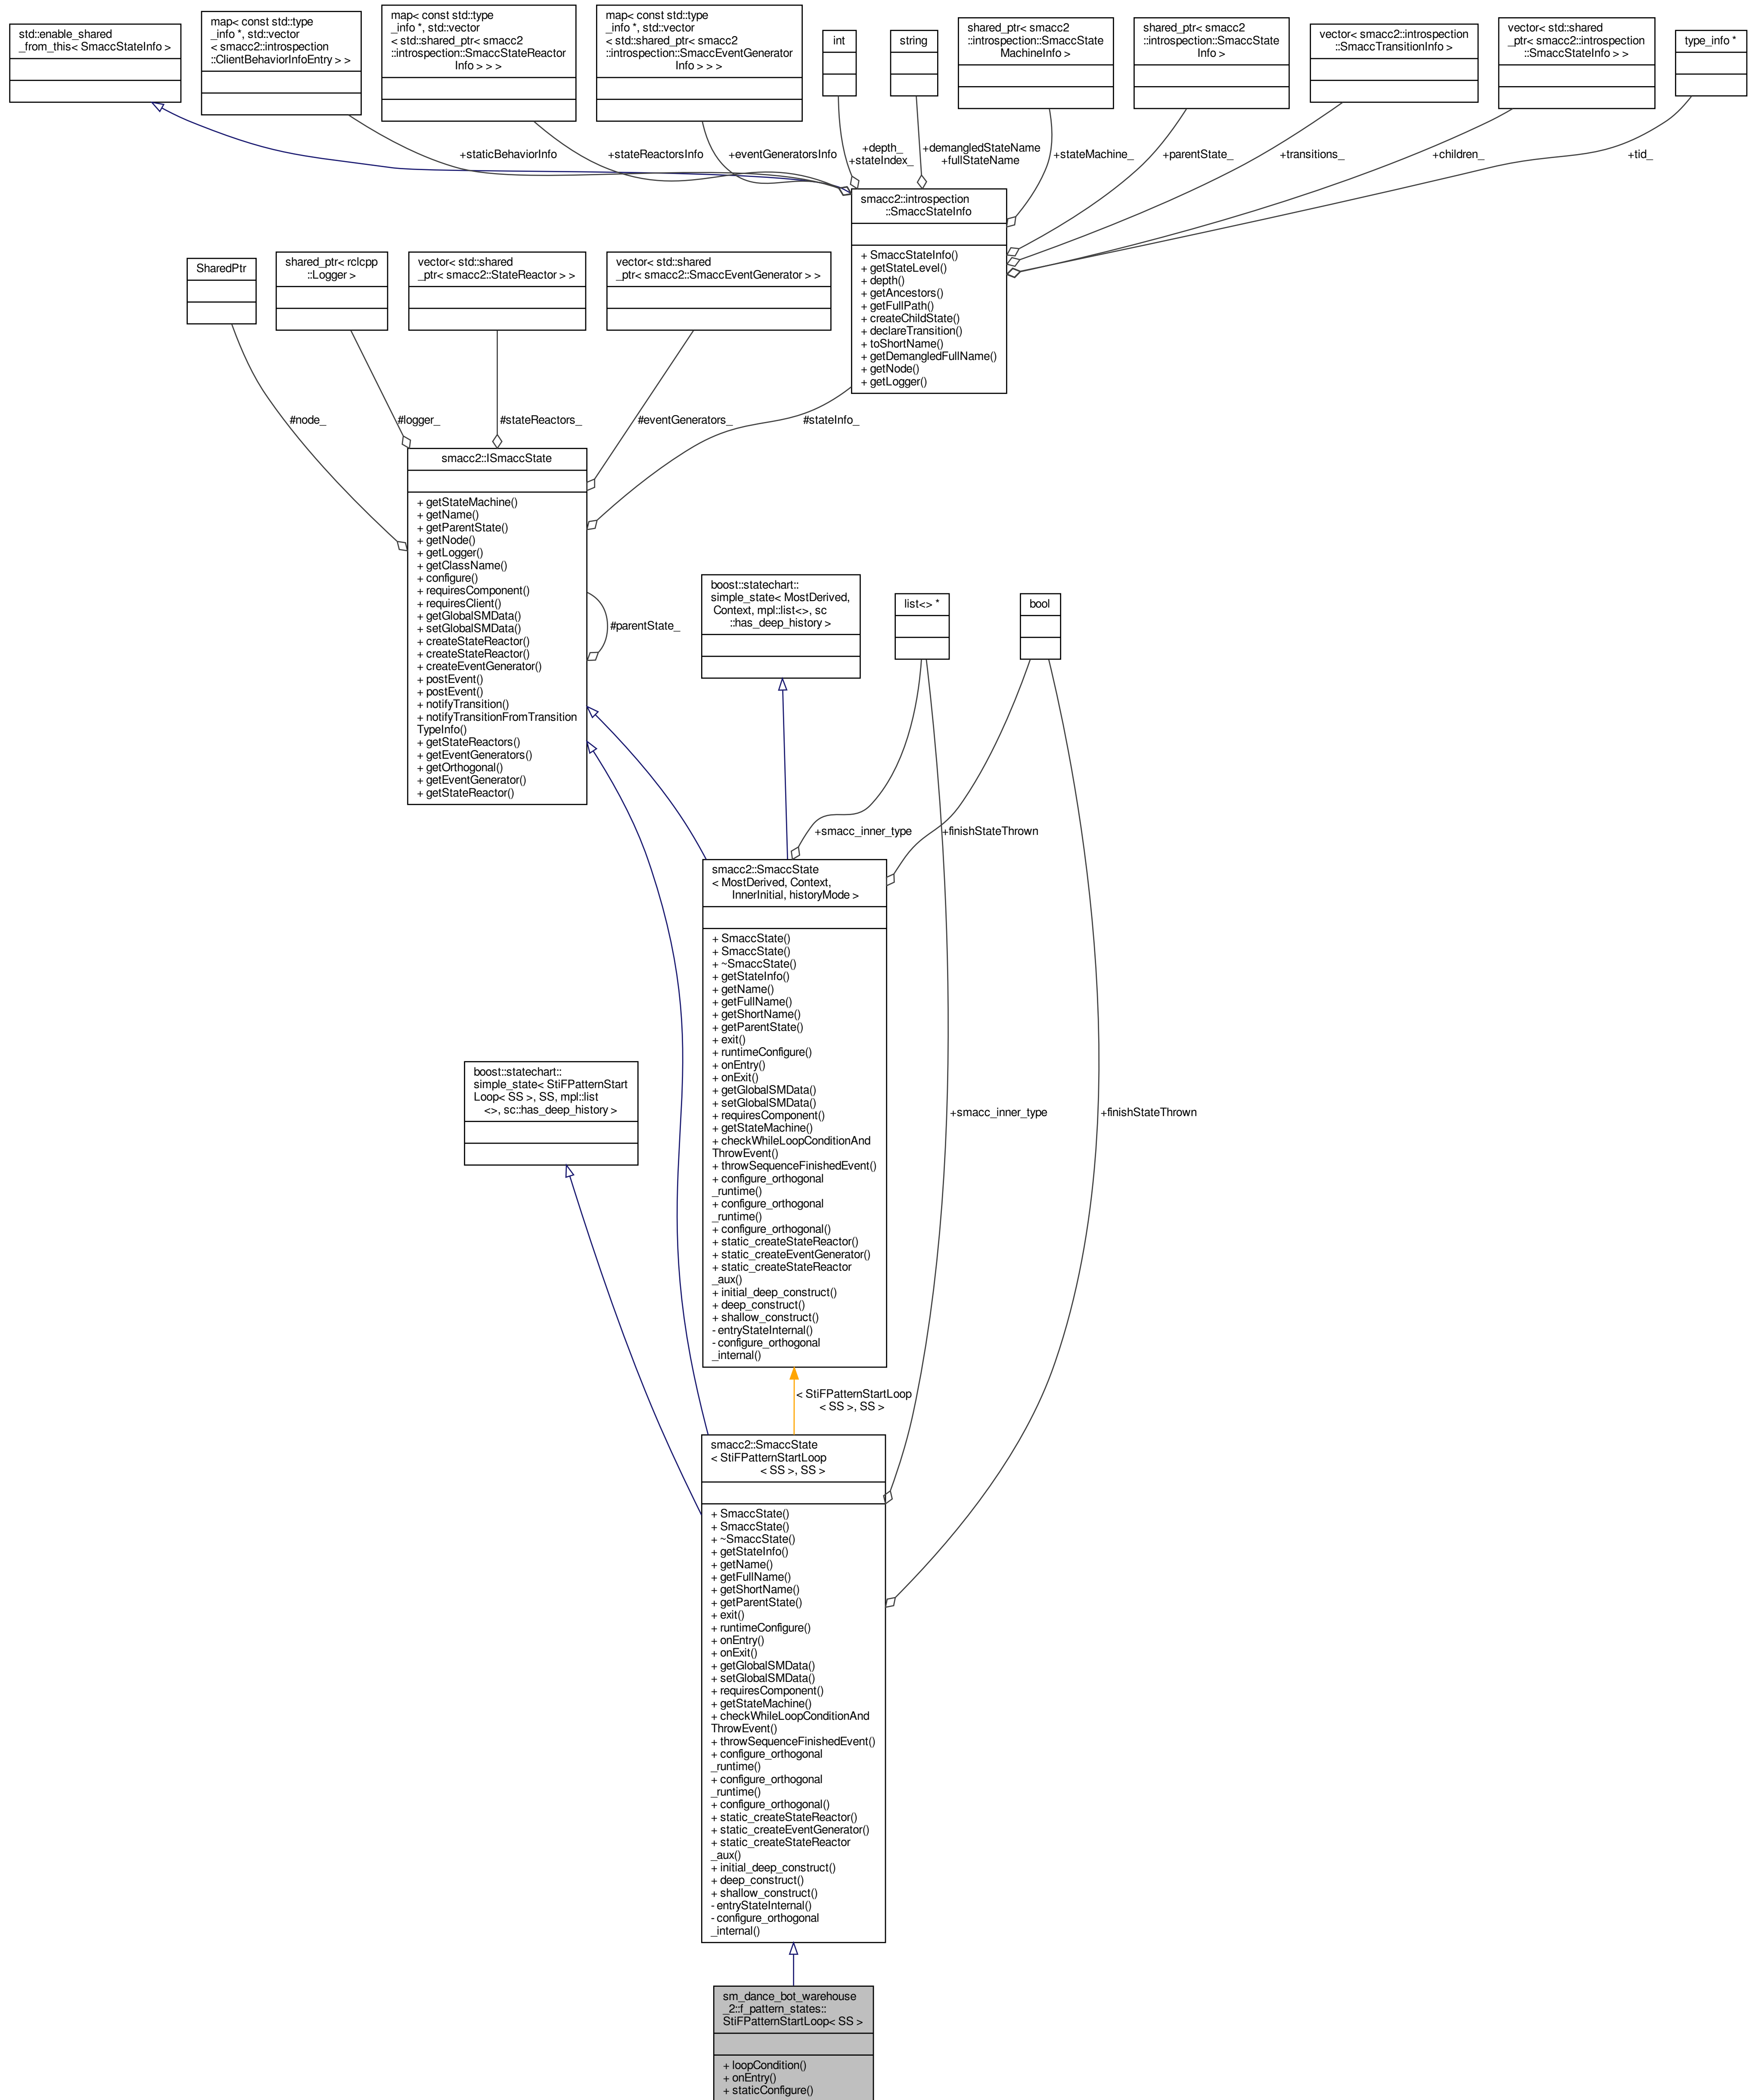 std::enable_shared
_from_this< SmaccStateInfo >
map< const std::type
_info *, std::vector
< smacc2::introspection
::ClientBehaviorInfoEntry > >
map< const std::type
_info *, std::vector
< std::shared_ptr< smacc2
::introspection::SmaccStateReactor
Info > > >
map< const std::type
_info *, std::vector
< std::shared_ptr< smacc2
::introspection::SmaccEventGenerator
Info > > >
int
string
shared_ptr< smacc2
::introspection::SmaccState
MachineInfo >
shared_ptr< smacc2
::introspection::SmaccState
Info >
vector< smacc2::introspection
::SmaccTransitionInfo >
vector< std::shared
_ptr< smacc2::introspection
::SmaccStateInfo > >
type_info *
+staticBehaviorInfo
+stateReactorsInfo
+eventGeneratorsInfo
+depth_
+stateIndex_
+demangledStateName
+fullStateName
+stateMachine_
+parentState_
+transitions_
+children_
+tid_
smacc2::introspection
::SmaccStateInfo
+ SmaccStateInfo()
+ getStateLevel()
+ depth()
+ getAncestors()
+ getFullPath()
+ createChildState()
+ declareTransition()
+ toShortName()
+ getDemangledFullName()
+ getNode()
+ getLogger()
SharedPtr
shared_ptr< rclcpp
::Logger >
vector< std::shared
_ptr< smacc2::StateReactor > >
vector< std::shared
_ptr< smacc2::SmaccEventGenerator > >
#node_
#logger_
#stateReactors_
#eventGenerators_
#stateInfo_
smacc2::ISmaccState
+ getStateMachine()
+ getName()
+ getParentState()
+ getNode()
+ getLogger()
+ getClassName()
+ configure()
+ requiresComponent()
+ requiresClient()
+ getGlobalSMData()
+ setGlobalSMData()
+ createStateReactor()
+ createStateReactor()
+ createEventGenerator()
+ postEvent()
+ postEvent()
+ notifyTransition()
+ notifyTransitionFromTransition
TypeInfo()
+ getStateReactors()
+ getEventGenerators()
+ getOrthogonal()
+ getEventGenerator()
+ getStateReactor()
#parentState_
boost::statechart::
simple_state< MostDerived,
Context, mpl::list<>, sc
::has_deep_history >
list<> *
bool
+smacc_inner_type
+finishStateThrown
smacc2::SmaccState
< MostDerived, Context,
InnerInitial, historyMode >
+ SmaccState()
+ SmaccState()
+ ~SmaccState()
+ getStateInfo()
+ getName()
+ getFullName()
+ getShortName()
+ getParentState()
+ exit()
+ runtimeConfigure()
+ onEntry()
+ onExit()
+ getGlobalSMData()
+ setGlobalSMData()
+ requiresComponent()
+ getStateMachine()
+ checkWhileLoopConditionAnd
ThrowEvent()
+ throwSequenceFinishedEvent()
+ configure_orthogonal
_runtime()
+ configure_orthogonal
_runtime()
+ configure_orthogonal()
+ static_createStateReactor()
+ static_createEventGenerator()
+ static_createStateReactor
_aux()
+ initial_deep_construct()
+ deep_construct()
+ shallow_construct()
- entryStateInternal()
- configure_orthogonal
_internal()
boost::statechart::
simple_state< StiFPatternStart
Loop< SS >, SS, mpl::list
<>, sc::has_deep_history >
+smacc_inner_type
+finishStateThrown
< StiFPatternStartLoop
< SS >, SS >
smacc2::SmaccState
< StiFPatternStartLoop
< SS >, SS >
+ SmaccState()
+ SmaccState()
+ ~SmaccState()
+ getStateInfo()
+ getName()
+ getFullName()
+ getShortName()
+ getParentState()
+ exit()
+ runtimeConfigure()
+ onEntry()
+ onExit()
+ getGlobalSMData()
+ setGlobalSMData()
+ requiresComponent()
+ getStateMachine()
+ checkWhileLoopConditionAnd
ThrowEvent()
+ throwSequenceFinishedEvent()
+ configure_orthogonal
_runtime()
+ configure_orthogonal
_runtime()
+ configure_orthogonal()
+ static_createStateReactor()
+ static_createEventGenerator()
+ static_createStateReactor
_aux()
+ initial_deep_construct()
+ deep_construct()
+ shallow_construct()
- entryStateInternal()
- configure_orthogonal
_internal()
sm_dance_bot_warehouse
_2::f_pattern_states::
StiFPatternStartLoop< SS >
+ loopCondition()
+ onEntry()
+ staticConfigure()